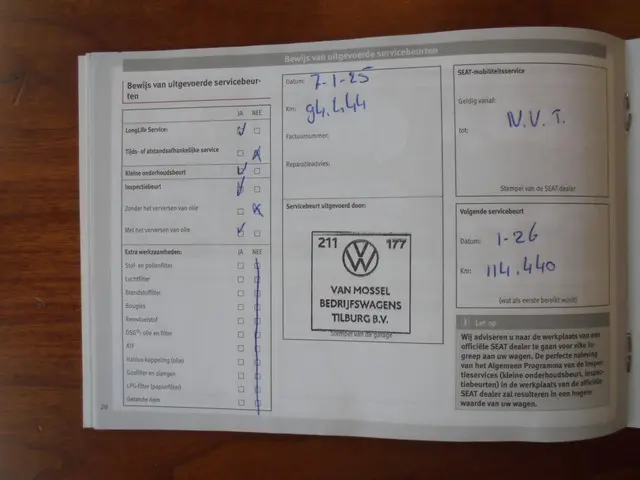 Bewijs van uitgevoerde servicebeurten
Bewijs van uitgevoerde servicebeur-
ten
JA NEE
LongLife Service:
Tijds- of afstandsafhankelijke service
Kleine onderhoudsbeurt
Inspectiebeurt
Zonder het verversen van olie
Met het verversen van olie
Extra werkzaamheden: JA NEE
Stof- en pollenfilter
Luchtfilter
Brandstoffilter
Bougies
Remvloeistof
DSG®: olie en filter
ATF
Haldex-koppeling (olie)
Gasfilter en slangen
LPG-filter (papierfilter)
Getande riem
20
Datum: 7-1-25
Km: 94.444
Factuurnummer:
Reparatieadvies:
Servicebeurt uitgevoerd door:
211 177
VAN MOSSEL
BEDRIJFSWAGENS
TILBURG B.V.
Stempel van de garage
SEAT-mobiliteitsservice
Geldig vanaf:
tot: N.V.T.
Stempel van de SEAT-dealer
Volgende servicebeurt
Datum: 1-26
Km: 114.440
(wat als eerste bereikt wordt)
Let op
Wij adviseren u naar de werkplaats van een
officiële SEAT dealer te gaan voor elke in-
greep aan uw wagen. De perfecte naleving
van het Algemeen Programma van de Inspec-
tieservices (kleine onderhoudsbeurt, inspec-
tiebeurten) in de werkplaats van de officiële
SEAT dealer zal resulteren in een hogere
waarde van uw wagen.